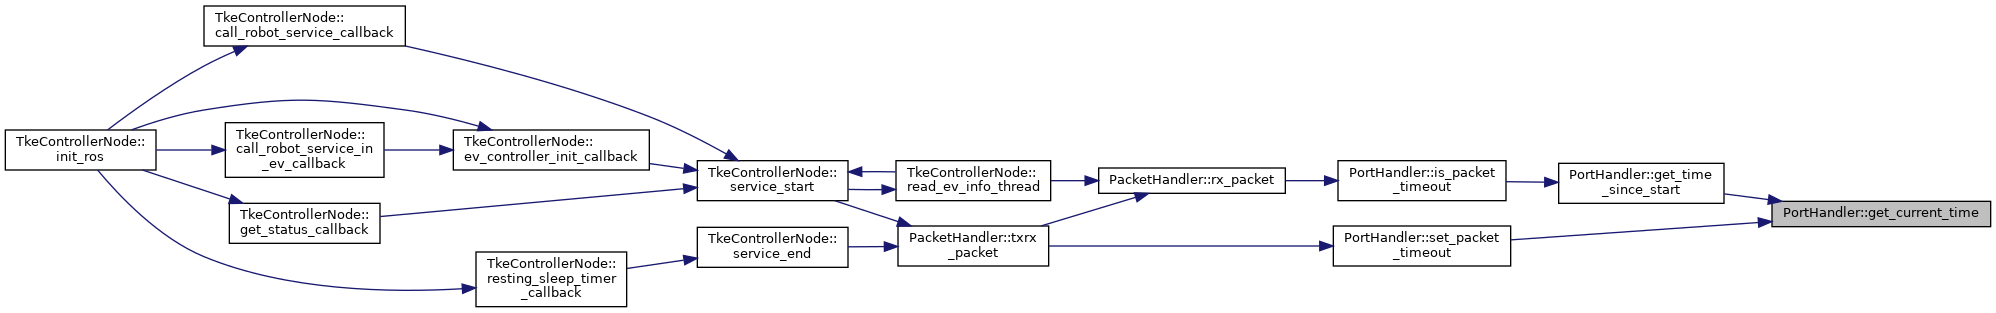 TkeControllerNode::
call_robot_service_callback
TkeControllerNode::
init_ros
TkeControllerNode::
call_robot_service_in
_ev_callback
TkeControllerNode::
ev_controller_init_callback
TkeControllerNode::
get_status_callback
TkeControllerNode::
resting_sleep_timer
_callback
TkeControllerNode::
service_start
TkeControllerNode::
service_end
TkeControllerNode::
read_ev_info_thread
PacketHandler::txrx
_packet
PacketHandler::rx_packet
PortHandler::is_packet
_timeout
PortHandler::set_packet
_timeout
PortHandler::get_time
_since_start
PortHandler::get_current_time